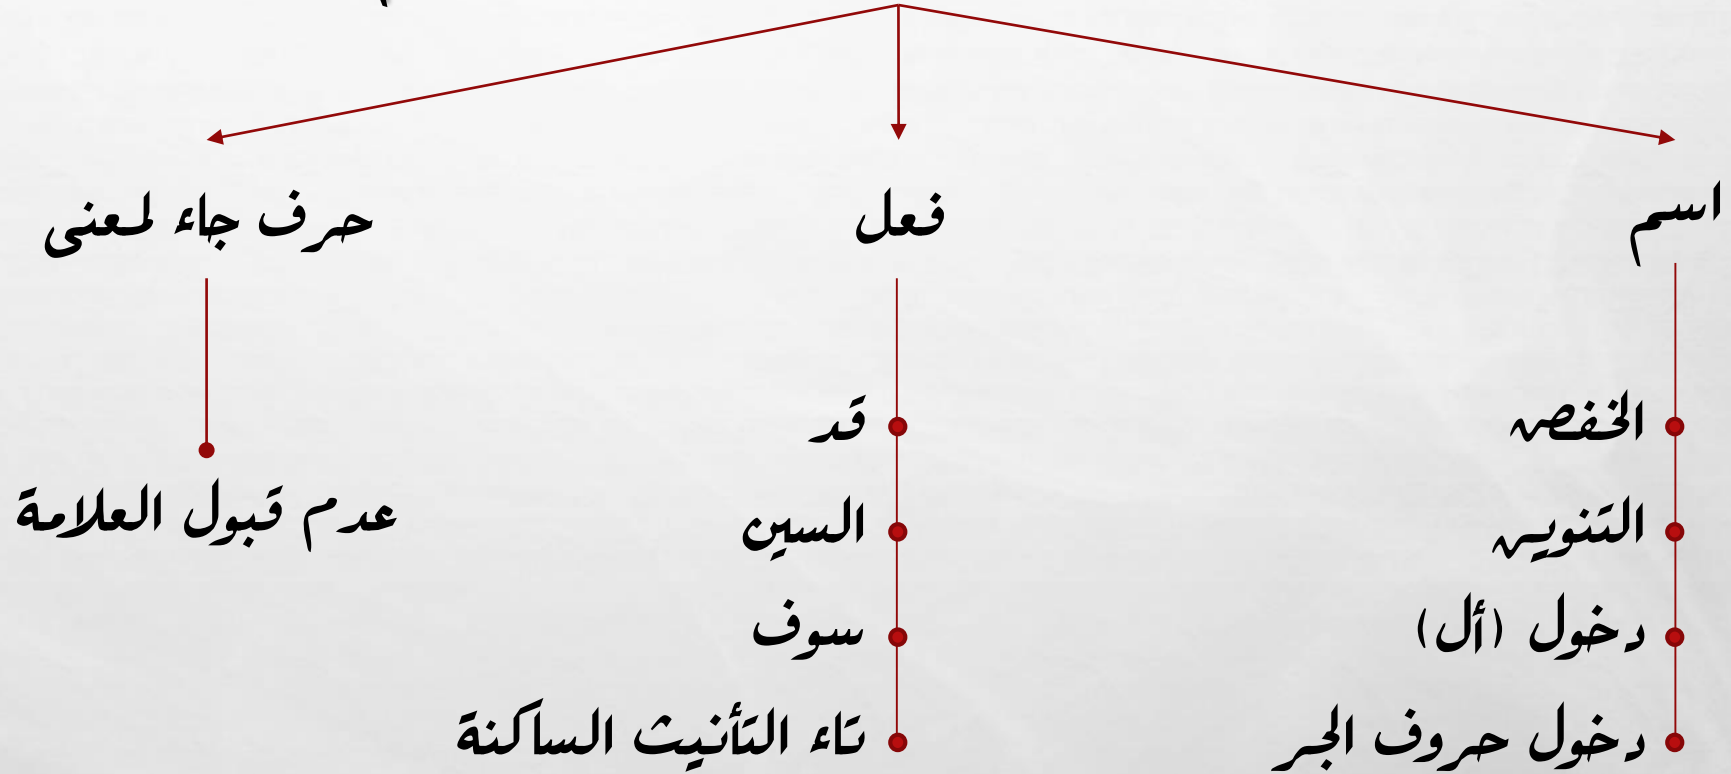 اسم
فعل
حرف جاء لمعنى
الخفض
التنوين
دخول (أل)
دخول حروف الجر
قد
السين
سوف
تاء التأنيث الساكنة
عدم قبول العلامة